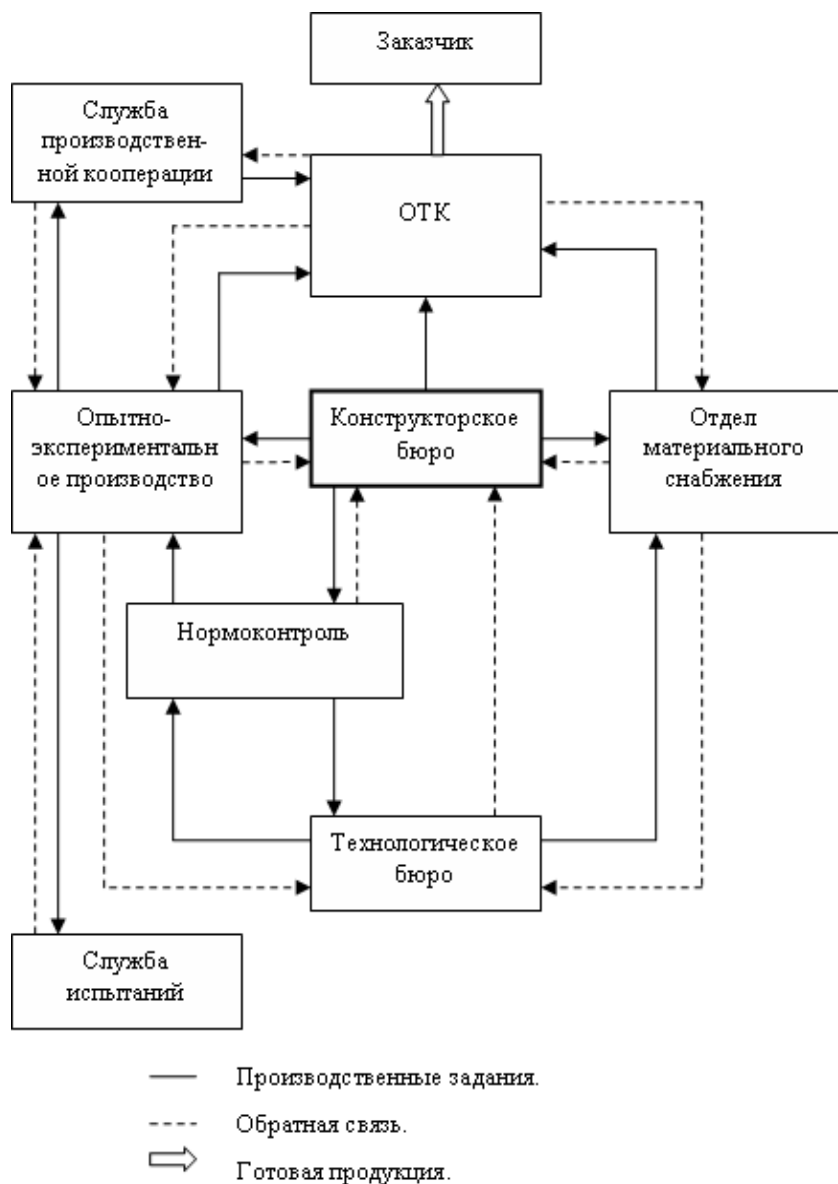 Заказчик
Служба
производствен-
ной кооперации
ОТК
Опытно-
экспериментальн
ое производство
Конструкторское
бюро
Отдел
материального
снабжения
Нормоконтроль
Технологическое
бюро
Служба
испытаний
Производственные задания.
Обратная связь.
Готовая продукция.